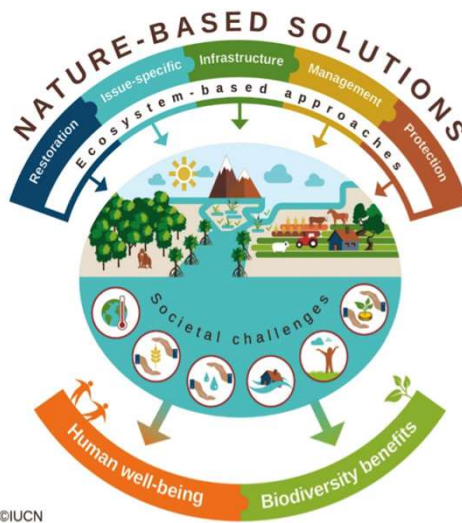 NATURE-BASED SOLUTIONS
Restoration
Issue-specific
Infrastructure
Management
Protection
Ecosystem-based approaches
Societal challenges
Human well-being
Biodiversity benefits
©IUCN